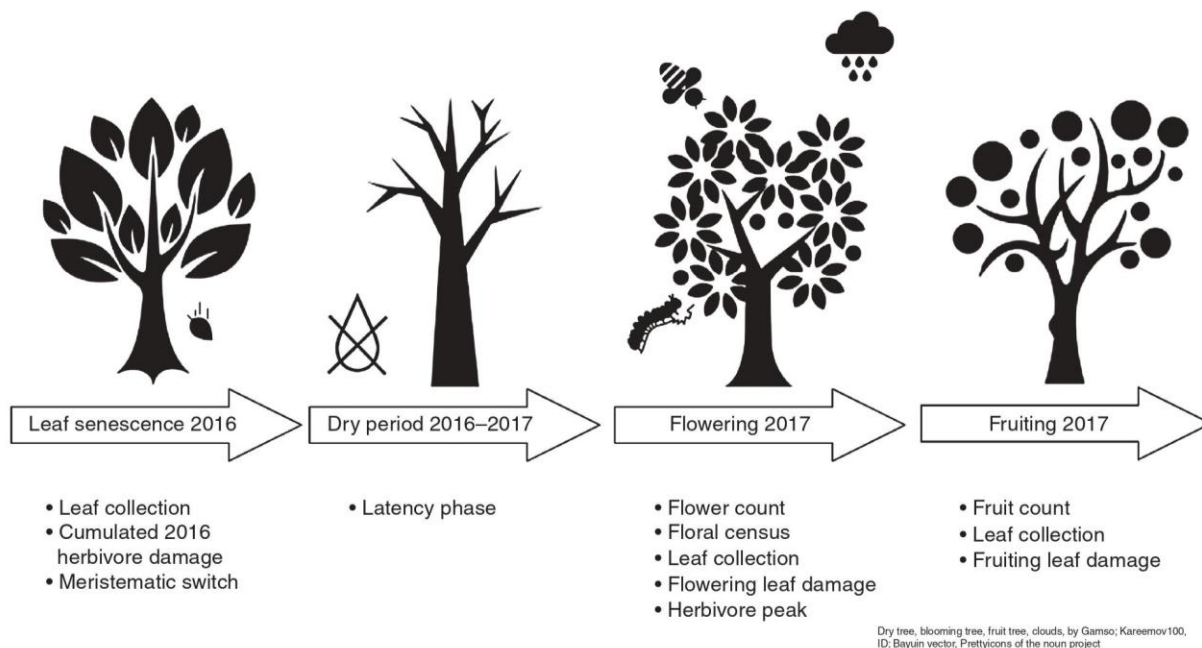 Leaf senescence 2016
Dry period 2016–2017
Flowering 2017
Fruiting 2017
• Leaf collection
• Cumulated 2016
herbivore damage
• Meristematic switch
• Latency phase
• Flower count
• Floral census
• Leaf collection
• Flowering leaf damage
• Herbivore peak
• Fruit count
• Leaf collection
• Fruiting leaf damage
Dry tree, blooming tree, fruit tree, clouds, by Gamso; Kareemov100,
ID; Bayuin vector, Prettyicons of the noun project